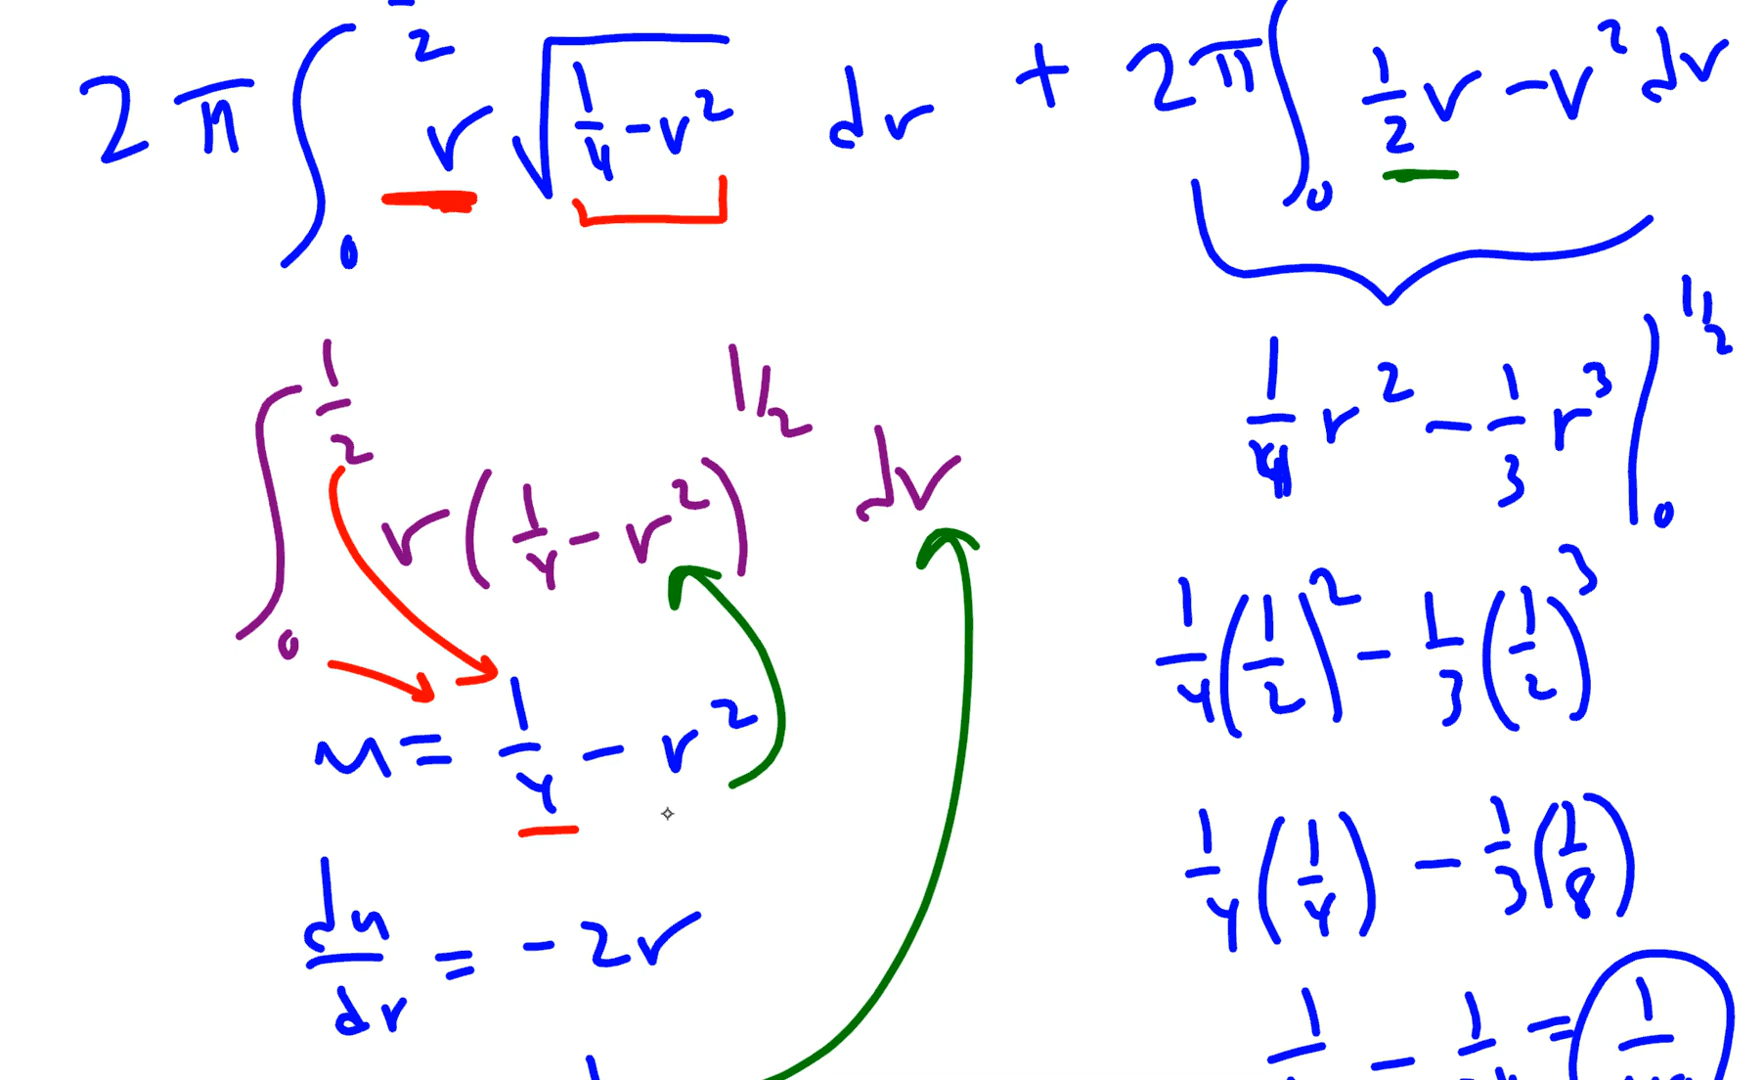 2π ∫₀^(1/2) r √(1/4 - r²) dr + 2π ∫₀ 1/2 r - r² dr
1/4 r² - 1/3 r³ |₀^(1/2)
∫₀^(1/2) r(1/4 - r²)^(1/2) dr
1/4(1/2)² - 1/3(1/2)³
u = 1/4 - r²
1/4(1/4) - 1/3(1/8)
du/dr = -2r